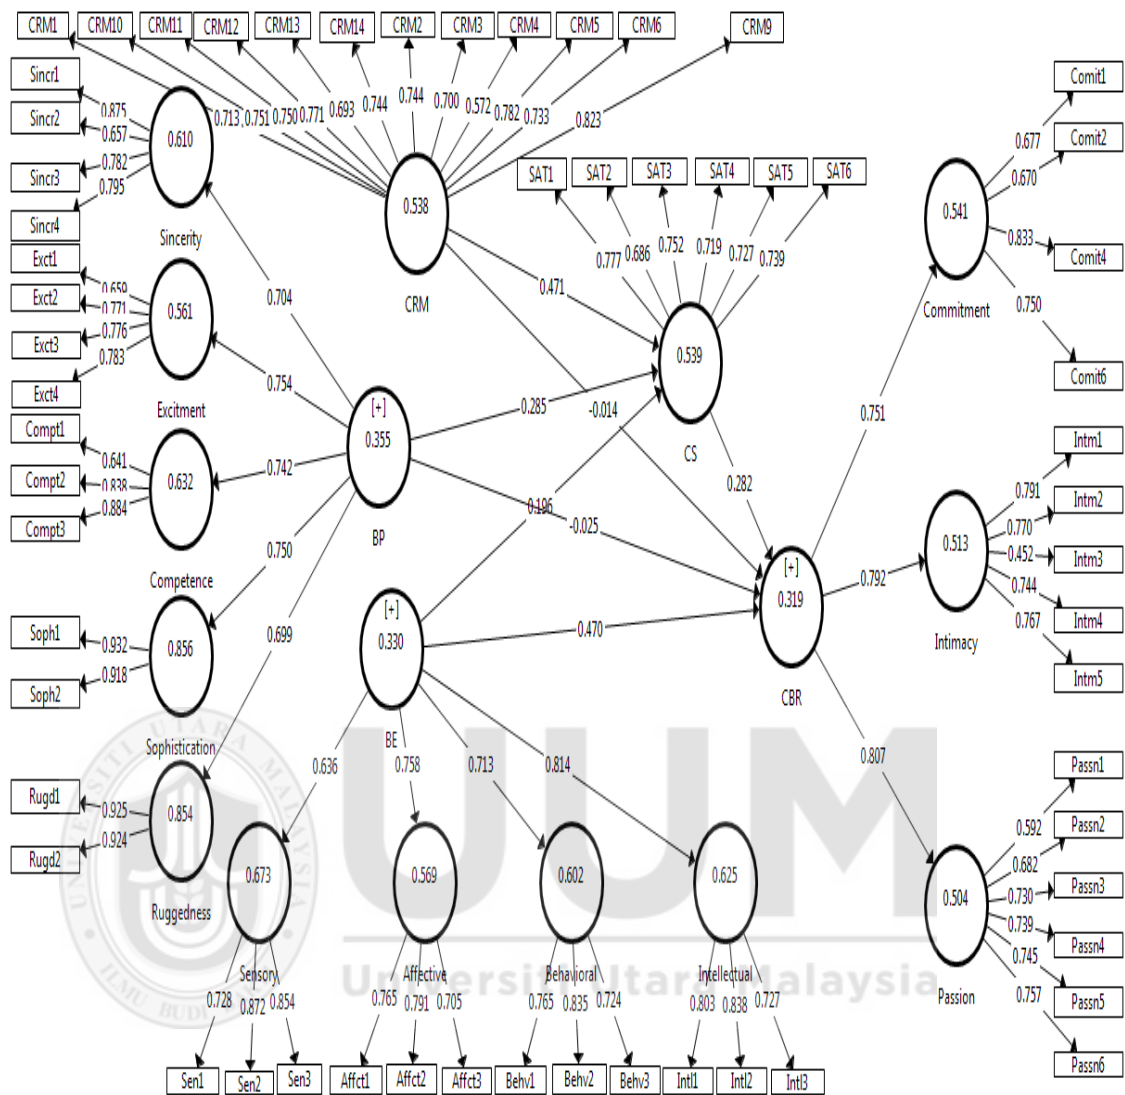 CRM1 CRM10 CRM11 CRM12 CRM13 CRM14 CRM2 CRM3 CRM4 CRM5 CRM6 CRM9
0.713 0.751 0.750 0.771 0.693 0.744 0.744 0.700 0.572 0.782 0.733 0.823
0.538
CRM
Sincr1
Sincr2
Sincr3
Sincr4
0.875
0.657
0.782
0.795
0.610
Sincerity
Exct1
Exct2
Exct3
Exct4
0.659
0.771
0.776
0.783
0.561
Excitment
Compt1
Compt2
Compt3
0.641
0.838
0.884
0.632
Competence
Soph1
Soph2
0.932
0.918
0.856
Sophistication
Rugd1
Rugd2
0.925
0.924
0.854
Ruggedness
0.704
0.754
0.742
0.750
0.699
[+]
0.355
BP
SAT1 SAT2 SAT3 SAT4 SAT5 SAT6
0.777 0.686 0.752 0.719 0.727 0.739
0.539
CS
0.471
-0.014
0.285
-0.025
0.196
0.470
0.282
[+]
0.330
BE
[+]
0.319
CBR
0.636
0.758
0.713
0.814
0.673
Sensory
0.728 0.872 0.854
Sen1 Sen2 Sen3
0.569
Affective
0.765 0.791 0.705
Affct1 Affct2 Affct3
0.602
Behavioral
0.765 0.835 0.724
Behv1 Behv2 Behv3
0.625
Intellectual
0.803 0.838 0.727
Intl1 Intl2 Intl3
0.751
0.792
0.807
0.541
Commitment
0.677
0.670
0.833
0.750
Comit1
Comit2
Comit4
Comit6
0.513
Intimacy
0.791
0.770
0.452
0.744
0.767
Intm1
Intm2
Intm3
Intm4
Intm5
0.504
Passion
0.592
0.682
0.730
0.739
0.745
0.757
Passn1
Passn2
Passn3
Passn4
Passn5
Passn6
UUM
Universiti Utara Malaysia
UNIVERSITI UTARA MALAYSIA
ILMU BUDI